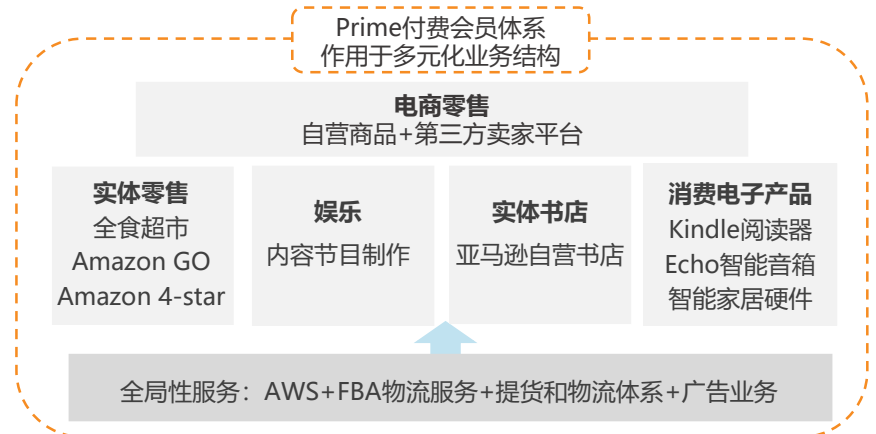 Prime付费会员体系
作用于多元化业务结构
电商零售
自营商品+第三方卖家平台
实体零售
全食超市
Amazon GO
Amazon 4-star
娱乐
内容节目制作
实体书店
亚马逊自营书店
消费电子产品
Kindle阅读器
Echo智能音箱
智能家居硬件
全局性服务：AWS+FBA物流服务+提货和物流体系+广告业务